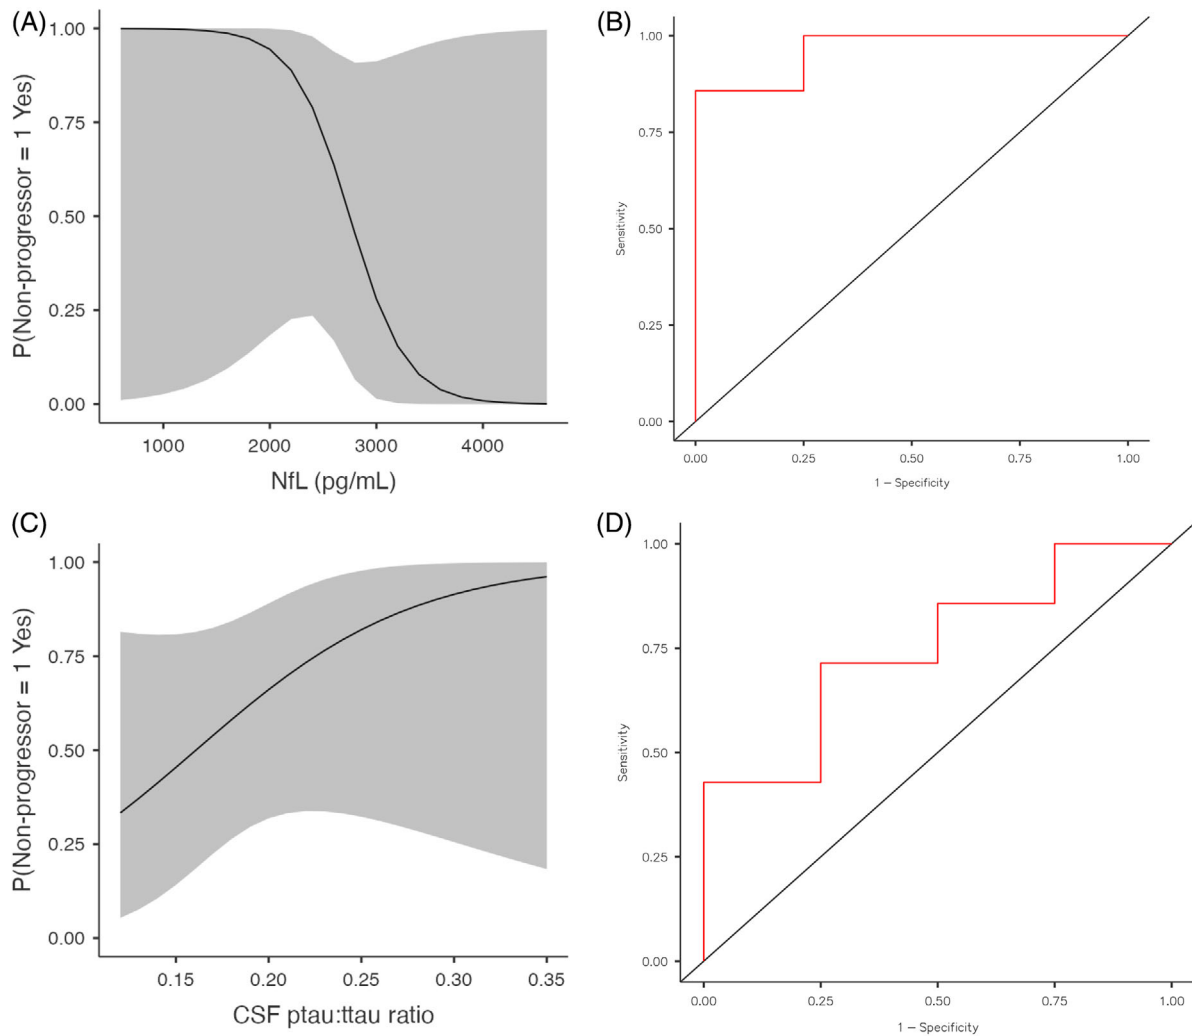 (A)
P(Non-progressor = 1 Yes)
1.00
0.75
0.50
0.25
0.00
1000 2000 3000 4000
NfL (pg/mL)
(B)
Sensitivity
1.00
0.75
0.50
0.25
0.00
0.00 0.25 0.50 0.75 1.00
1 – Specificity
(C)
P(Non-progressor = 1 Yes)
1.00
0.75
0.50
0.25
0.00
0.15 0.20 0.25 0.30 0.35
CSF ptau:ttau ratio
(D)
Sensitivity
1.00
0.75
0.50
0.25
0.00
0.00 0.25 0.50 0.75 1.00
1 – Specificity